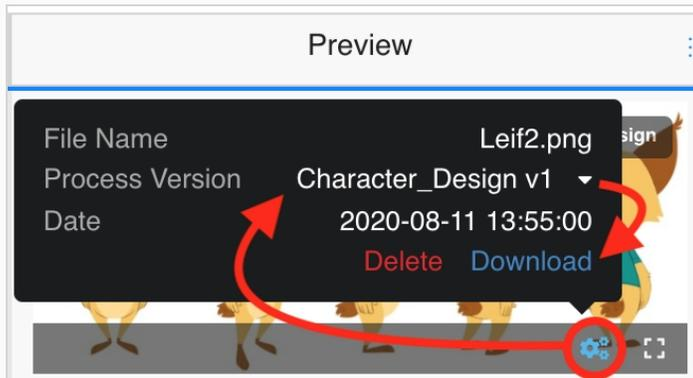 Preview
sign
File Name Leif2.png
Process Version Character_Design v1
Date 2020-08-11 13:55:00
Delete Download